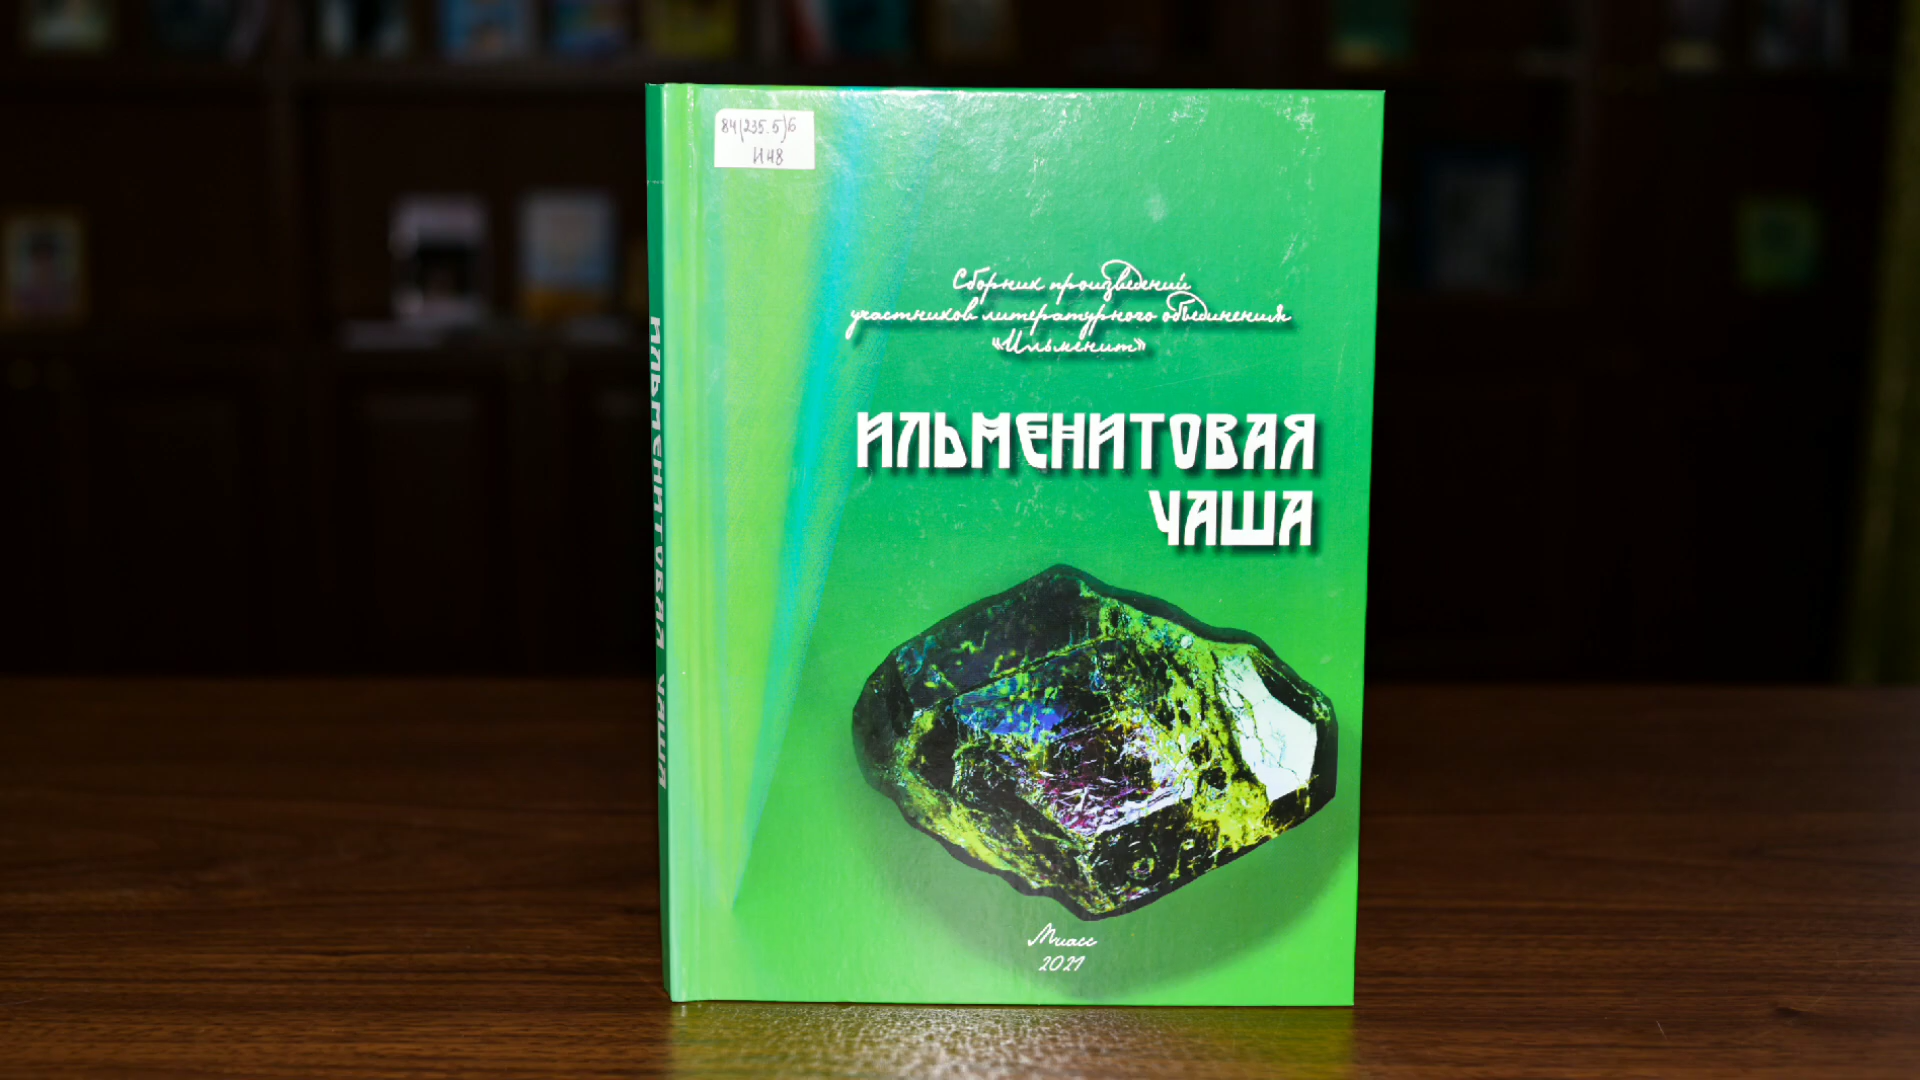 84(235.5)6
И48
Сборник произведений
участников литературного объединения
«Ильменит»
ИЛЬМЕНИТОВАЯ
ЧАША
Миасс
2021
ИЛЬМЕНИТОВАЯ ЧАША